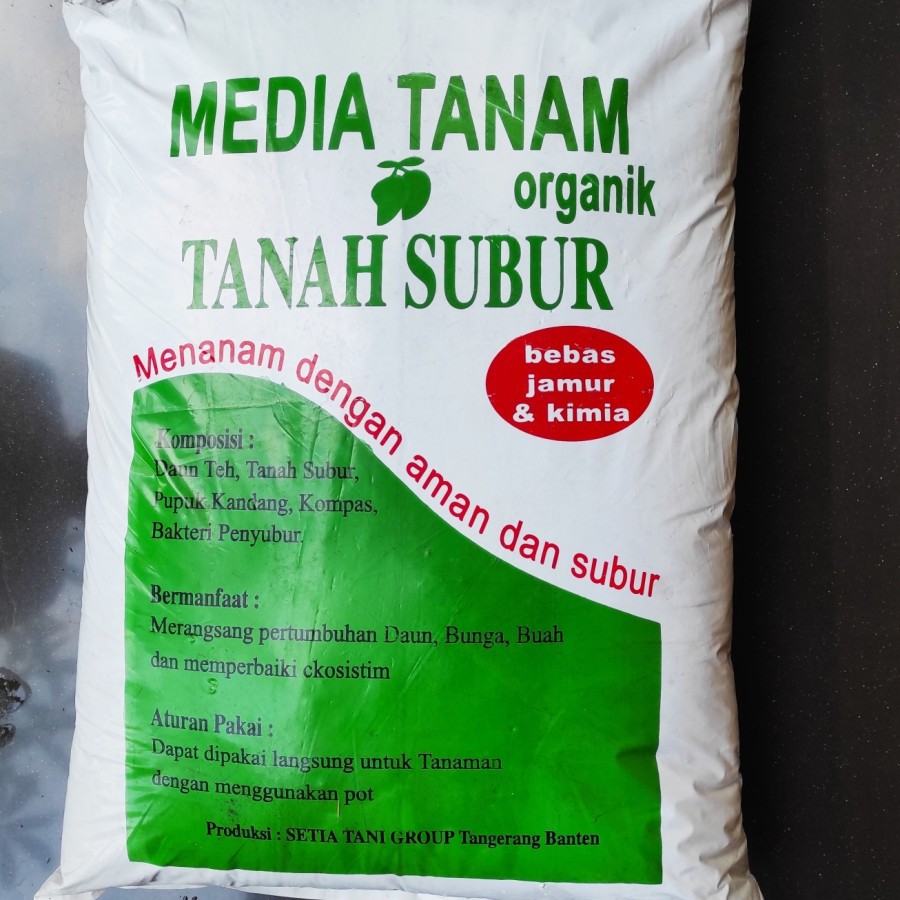 MEDIA TANAM
organik
TANAH SUBUR
Menanam dengan aman dan subur
bebas
jamur
& kimia
Komposisi :
Daun Teh, Tanah Subur,
Pupuk Kandang, Kompas,
Bakteri Penyubur.
Bermanfaat :
Merangsang pertumbuhan Daun, Bunga, Buah
dan memperbaiki ckosistim
Aturan Pakai :
Dapat dipakai langsung untuk Tanaman
dengan menggunakan pot
Produksi : SETIA TANI GROUP Tangerang Banten